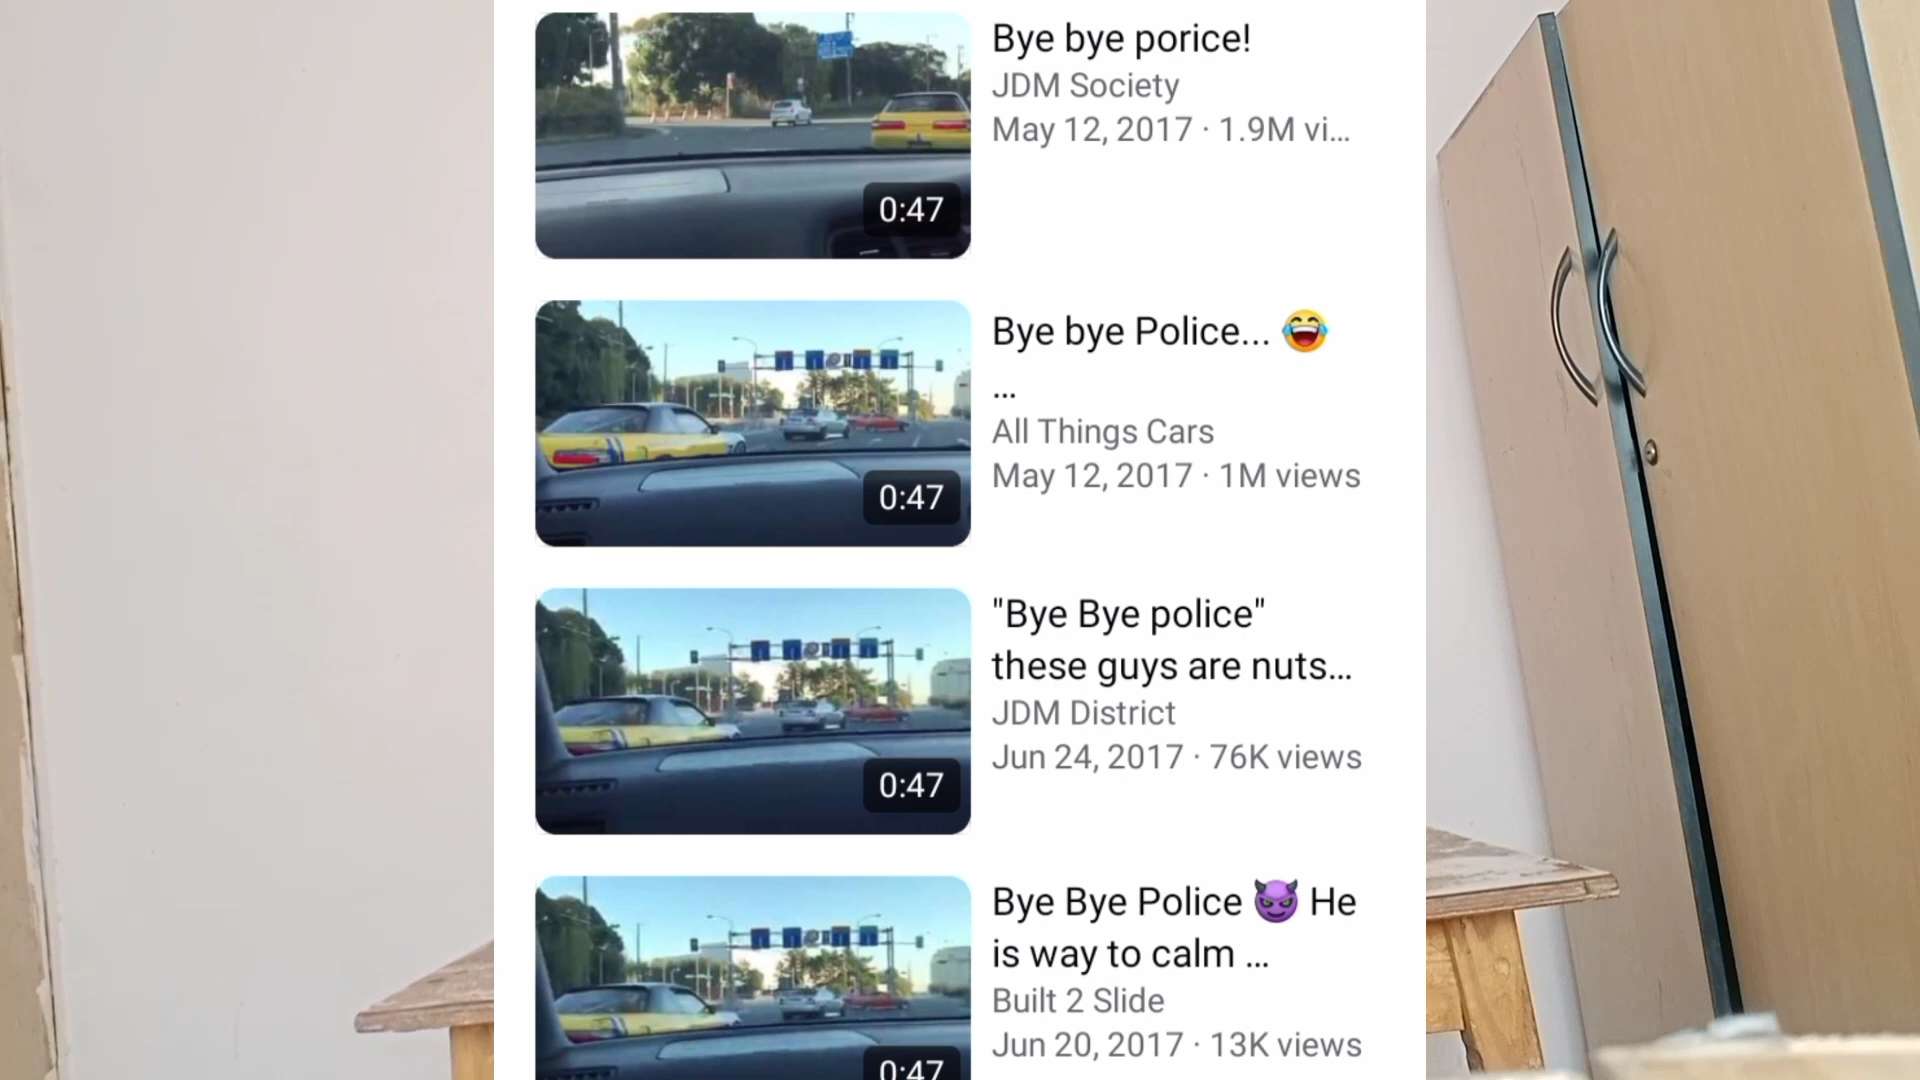 Bye bye porice!
JDM Society
May 12, 2017 · 1.9M vi...
0:47
Bye bye Police... 😂
...
All Things Cars
May 12, 2017 · 1M views
0:47
"Bye Bye police"
these guys are nuts...
JDM District
Jun 24, 2017 · 76K views
0:47
Bye Bye Police 😈 He
is way to calm ...
Built 2 Slide
Jun 20, 2017 · 13K views
0:47